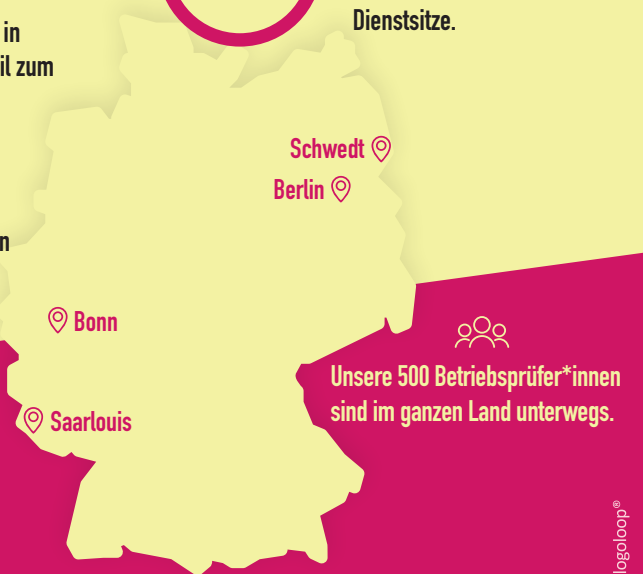 in
il zum
Dienstsitze.
Schwedt
Berlin
n
Bonn
Saarlouis
Unsere 500 Betriebsprüfer*innen
sind im ganzen Land unterwegs.
logoloop®